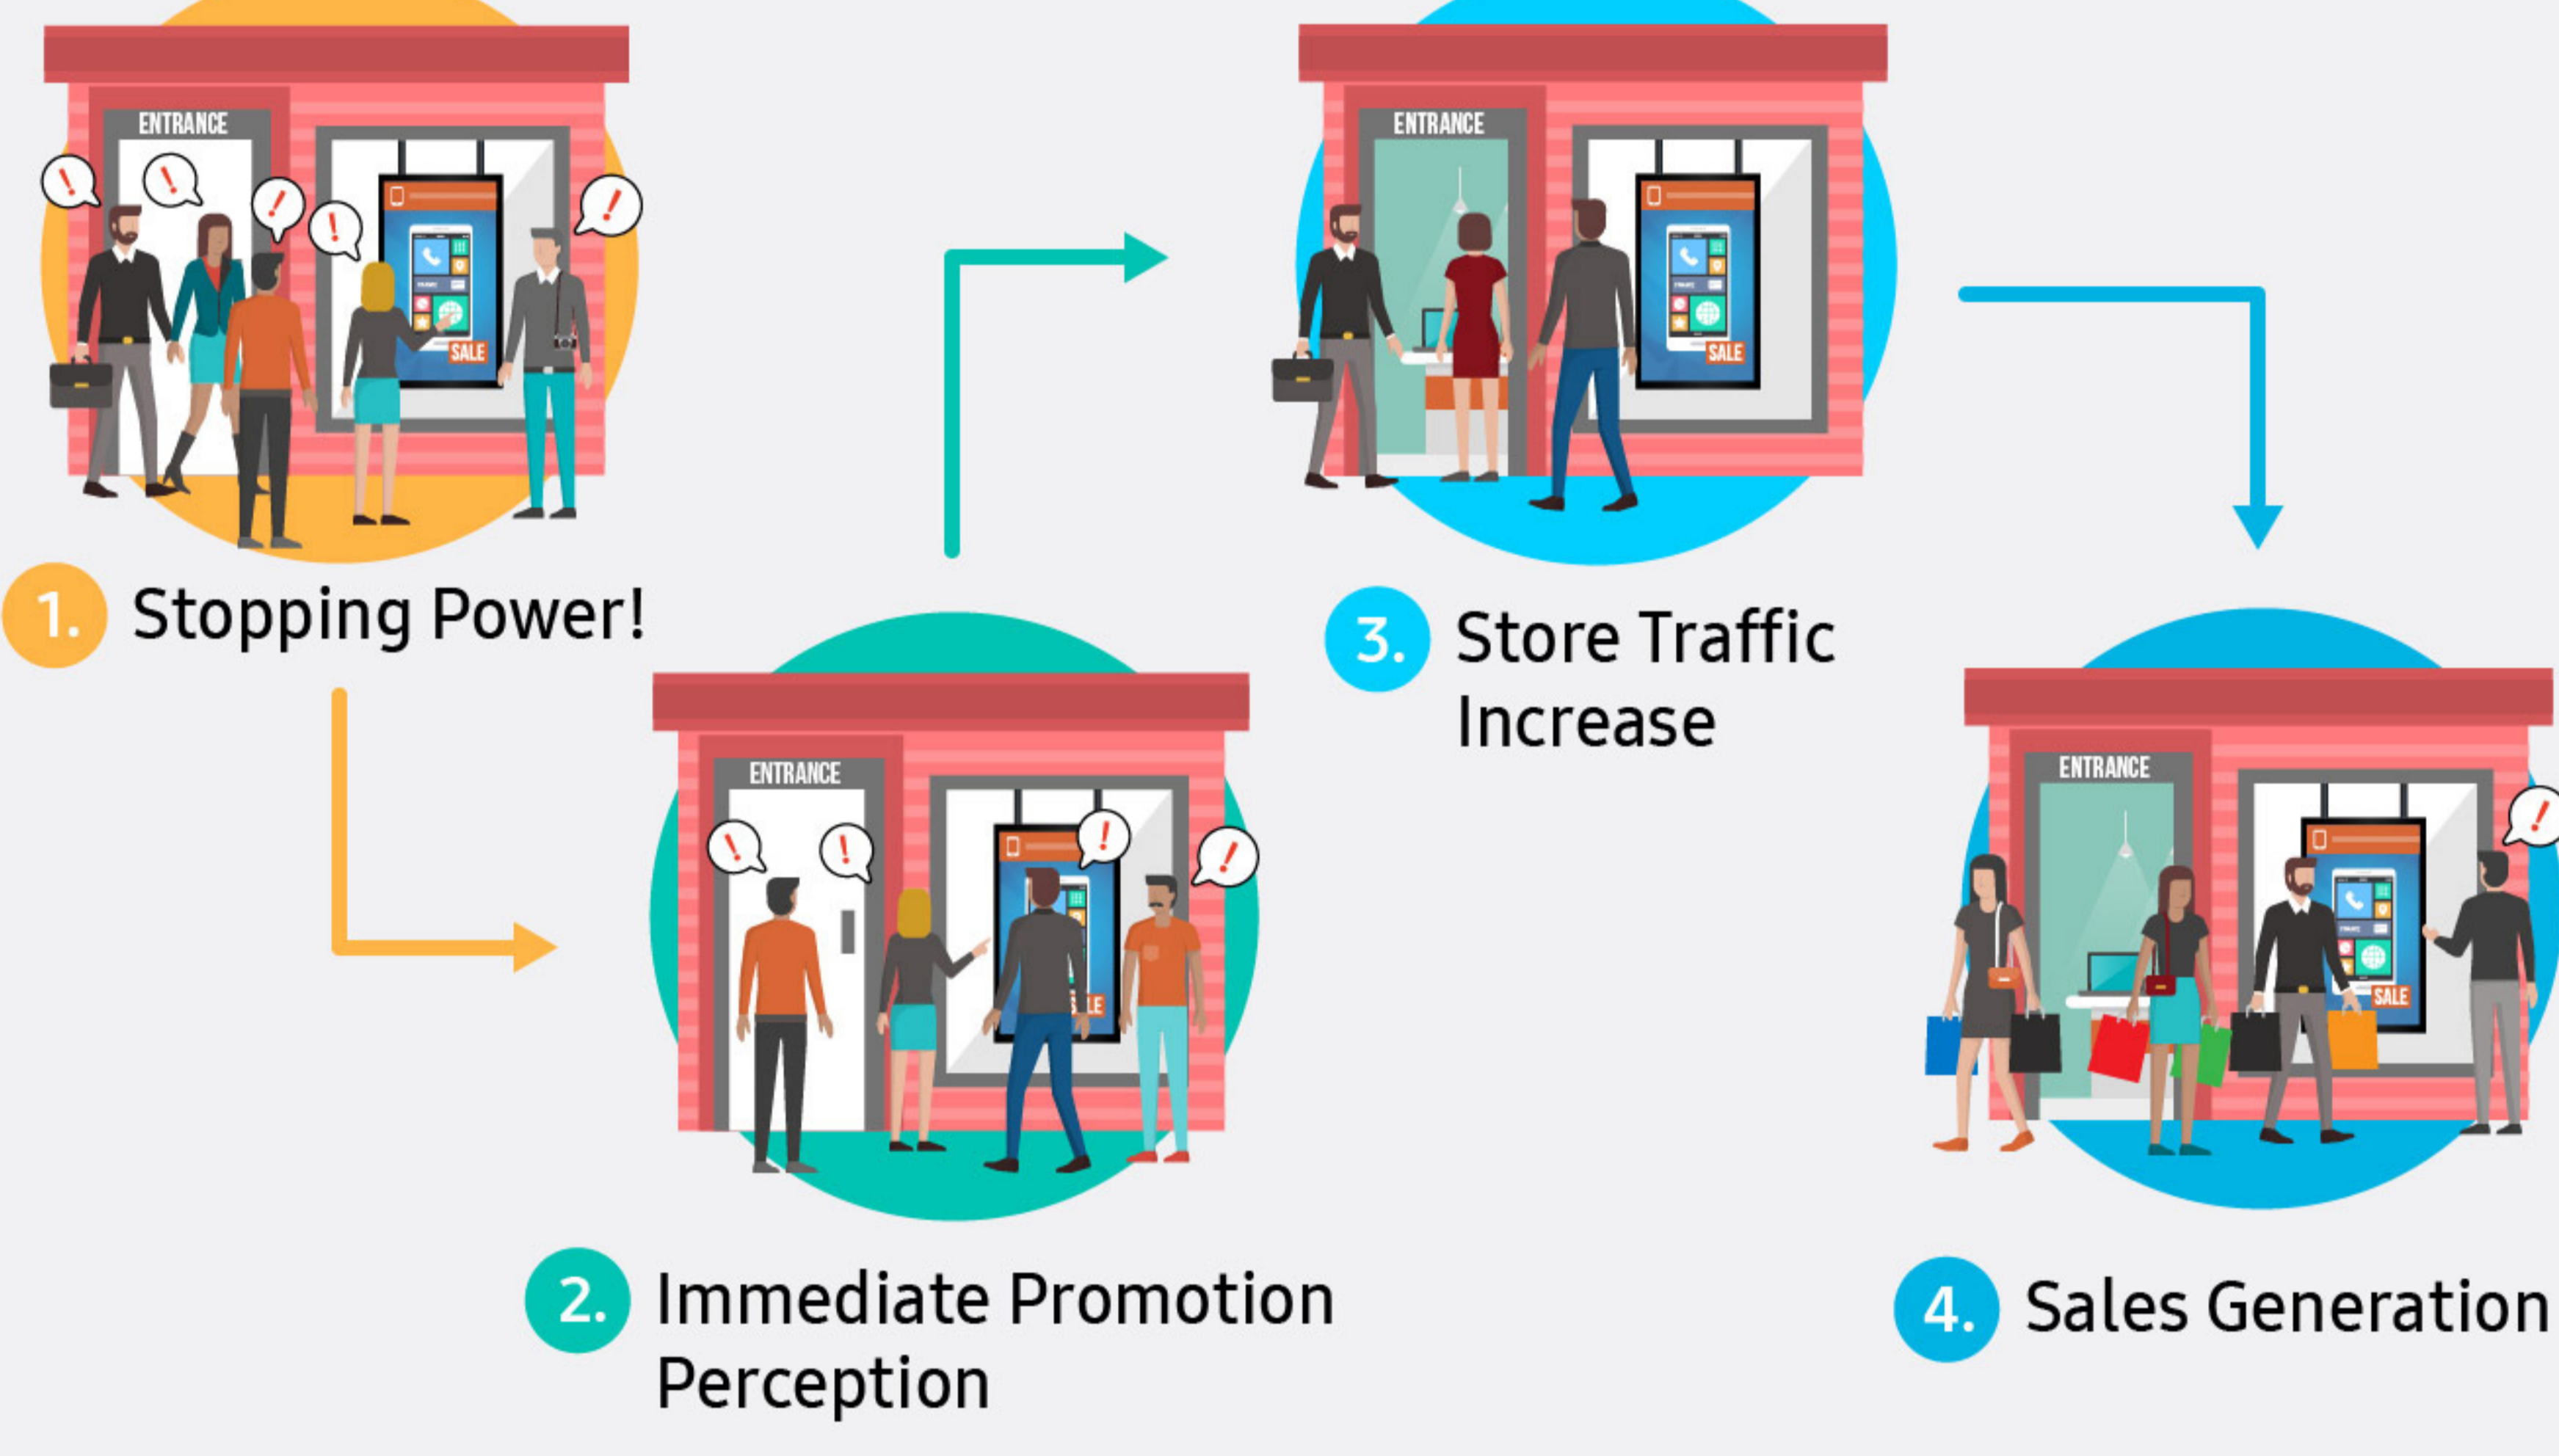 ENTRANCE
SALE
1. Stopping Power!
ENTRANCE
LE
2. Immediate Promotion
Perception
ENTRANCE
SALE
3. Store Traffic
Increase
ENTRANCE
SALE
4. Sales Generation